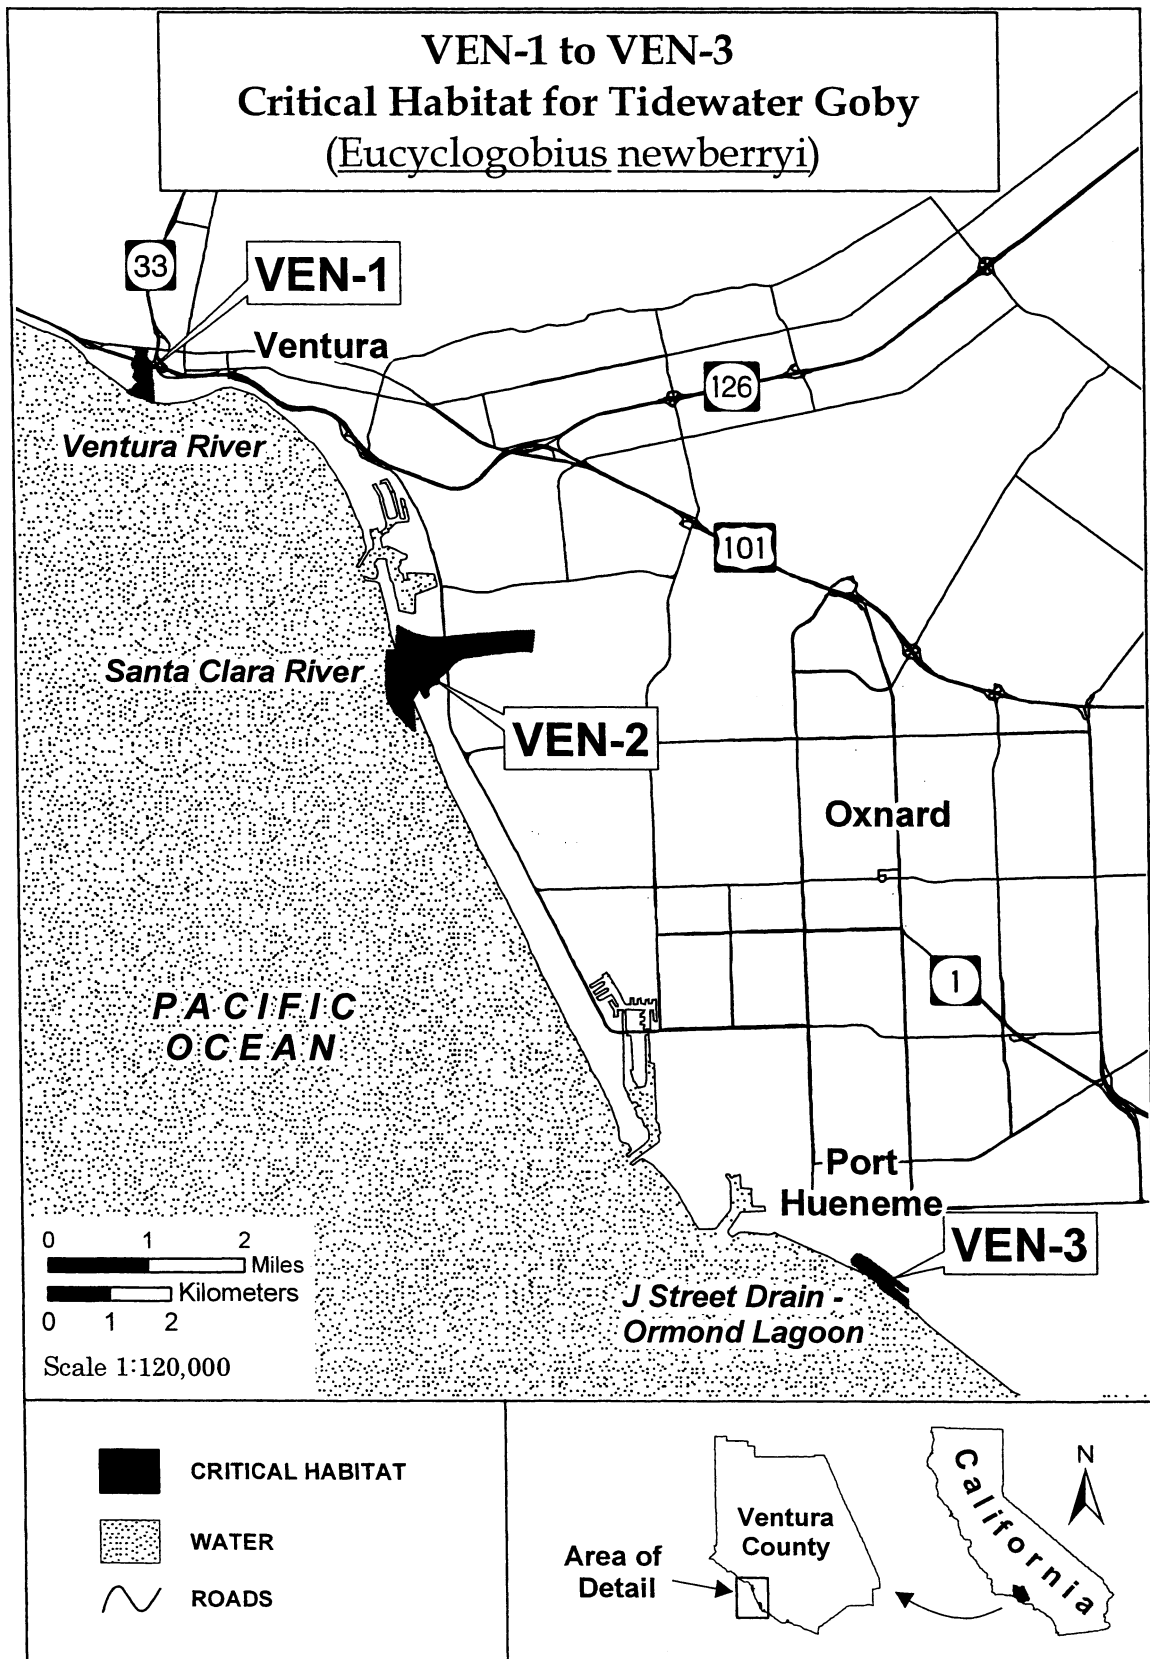 VEN-1 to VEN-3
Critical Habitat for Tidewater Goby
(Eucyclogobius newberryi)
33
VEN-1
Ventura
126
Ventura River
101
Santa Clara River
VEN-2
Oxnard
PACIFIC
OCEAN
1
Port
Hueneme
VEN-3
J Street Drain -
Ormond Lagoon
0 1 2
Miles
Kilometers
0 1 2
Scale 1:120,000
CRITICAL HABITAT
WATER
ROADS
Ventura
County
Area of
Detail
California
N